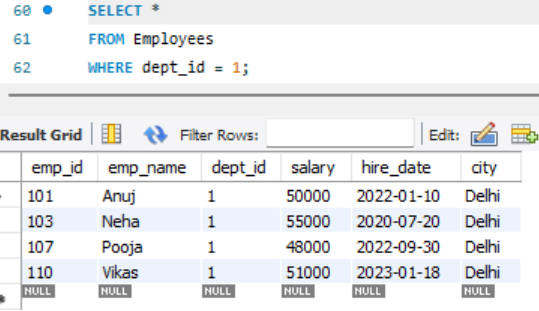 60 SELECT *
61 FROM Employees
62 WHERE dept_id = 1;
Result Grid Filter Rows: Edit:
emp_id emp_name dept_id salary hire_date city
101 Anuj 1 50000 2022-01-10 Delhi
103 Neha 1 55000 2020-07-20 Delhi
107 Pooja 1 48000 2022-09-30 Delhi
110 Vikas 1 51000 2023-01-18 Delhi
NULL NULL NULL NULL NULL NULL